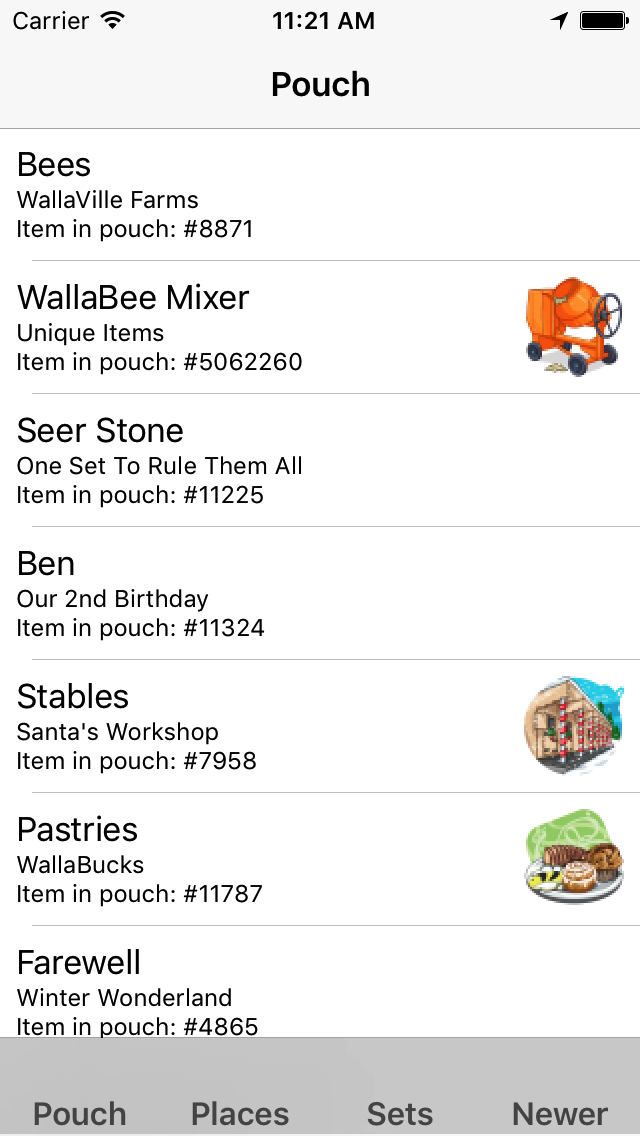 Carrier 11:21 AM
Pouch
Bees
WallaVille Farms
Item in pouch: #8871
WallaBee Mixer
Unique Items
Item in pouch: #5062260
Seer Stone
One Set To Rule Them All
Item in pouch: #11225
Ben
Our 2nd Birthday
Item in pouch: #11324
Stables
Santa's Workshop
Item in pouch: #7958
Pastries
WallaBucks
Item in pouch: #11787
Farewell
Winter Wonderland
Item in pouch: #4865
Pouch Places Sets Newer